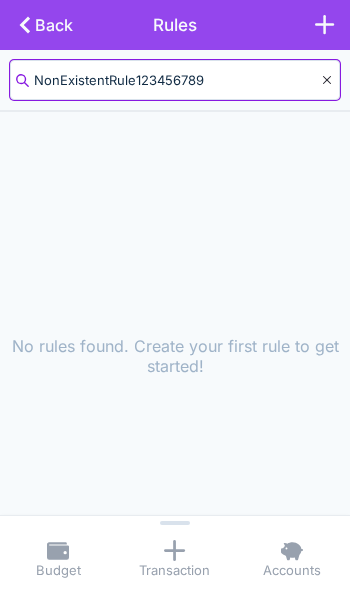 Back
Rules
NonExistentRule123456789
No rules found. Create your first rule to get
started!
Budget
Transaction
Accounts